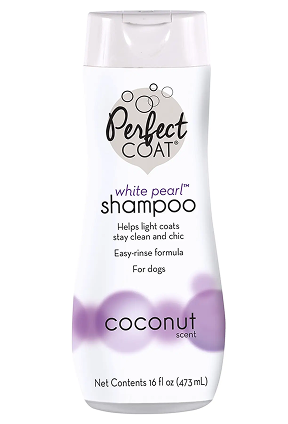 Perfect
COAT®
white pearl™
shampoo
Helps light coats
stay clean and chic
Easy-rinse formula
For dogs
coconut
scent
Net Contents 16 fl oz (473 mL)